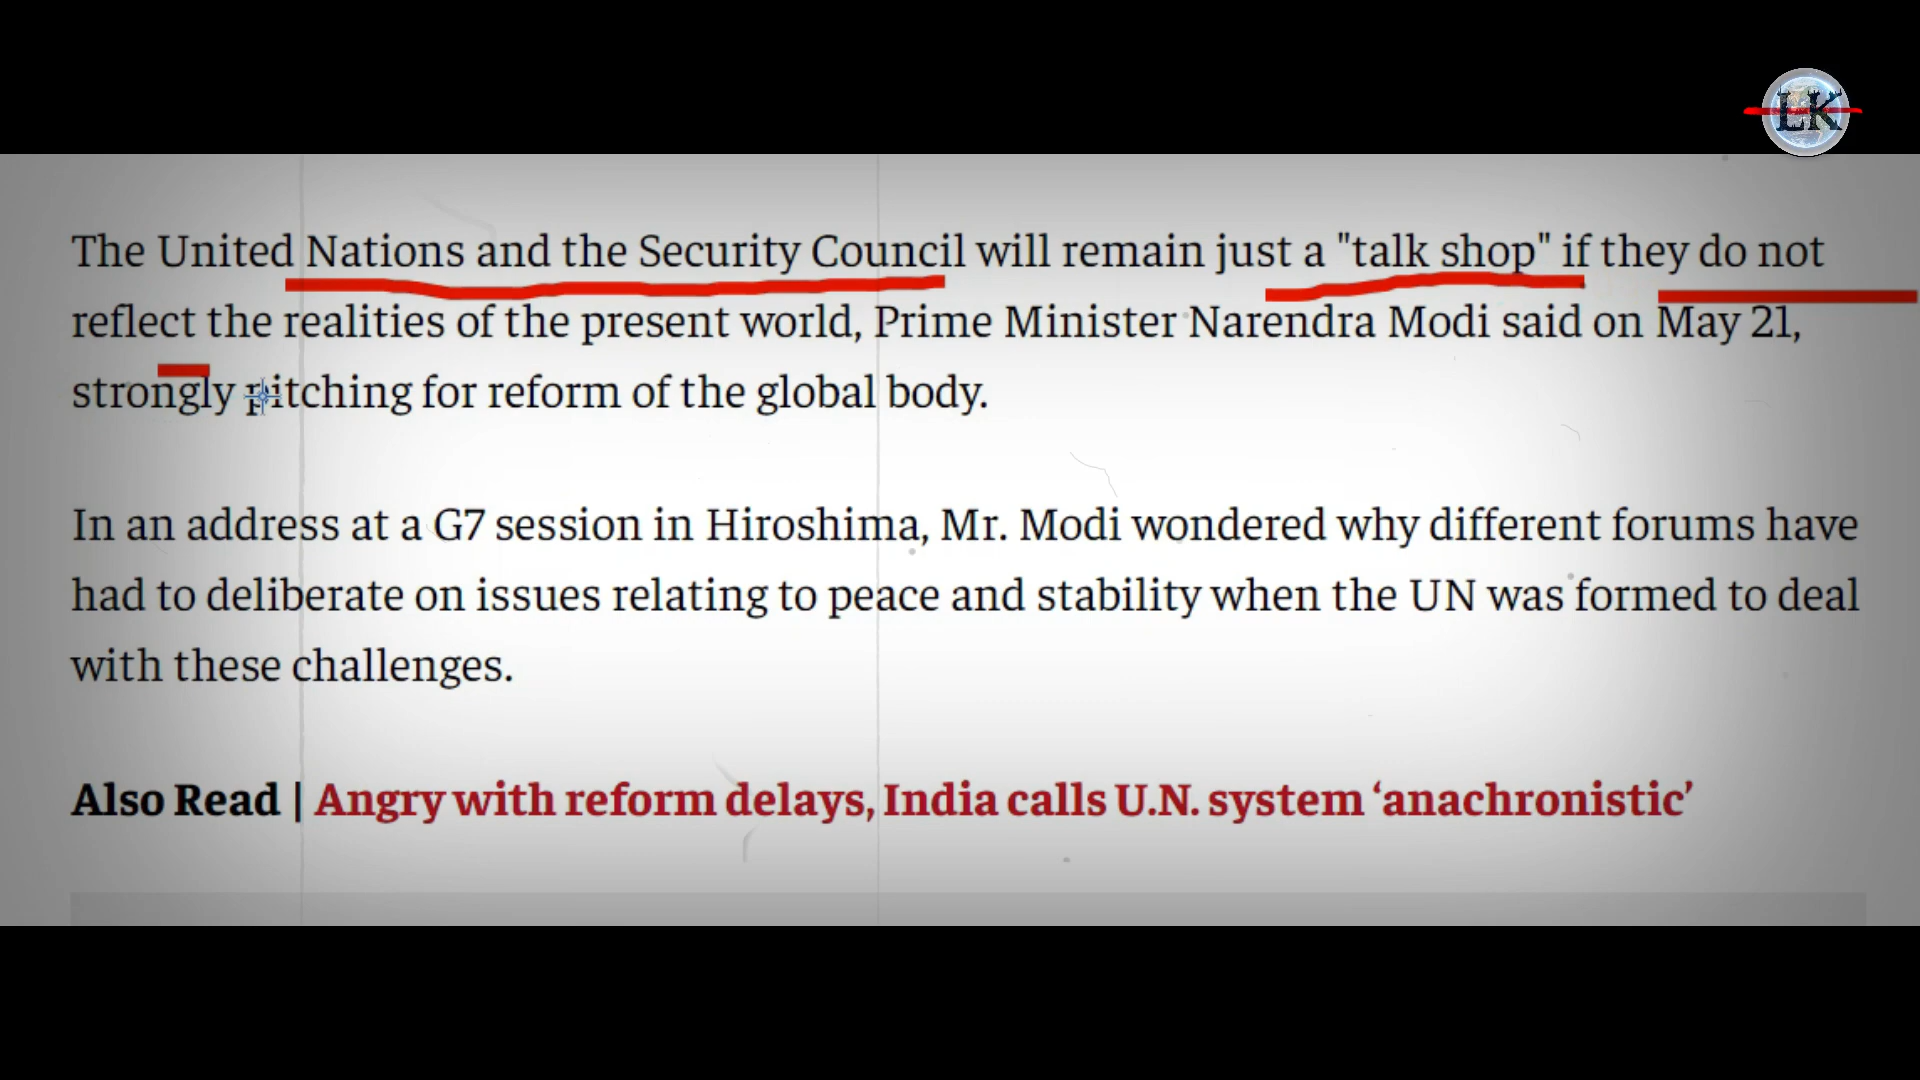 LK
The United Nations and the Security Council will remain just a "talk shop" if they do not
reflect the realities of the present world, Prime Minister Narendra Modi said on May 21,
strongly pitching for reform of the global body.
In an address at a G7 session in Hiroshima, Mr. Modi wondered why different forums have
had to deliberate on issues relating to peace and stability when the UN was formed to deal
with these challenges.
Also Read | Angry with reform delays, India calls U.N. system ‘anachronistic’